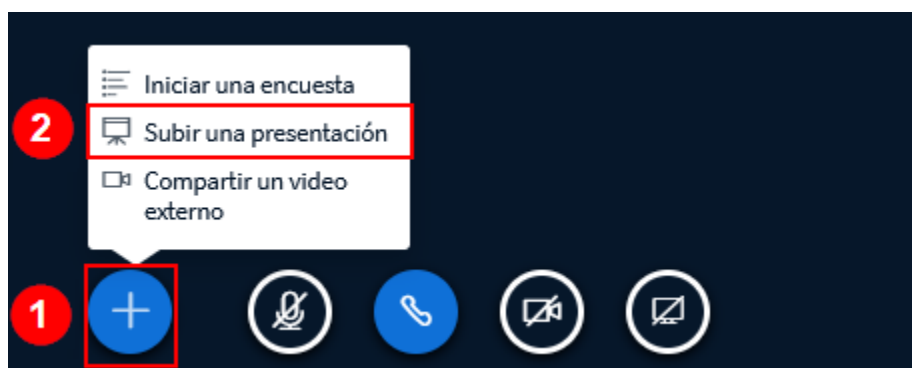 Iniciar una encuesta
2
Subir una presentación
Compartir un video
externo
1